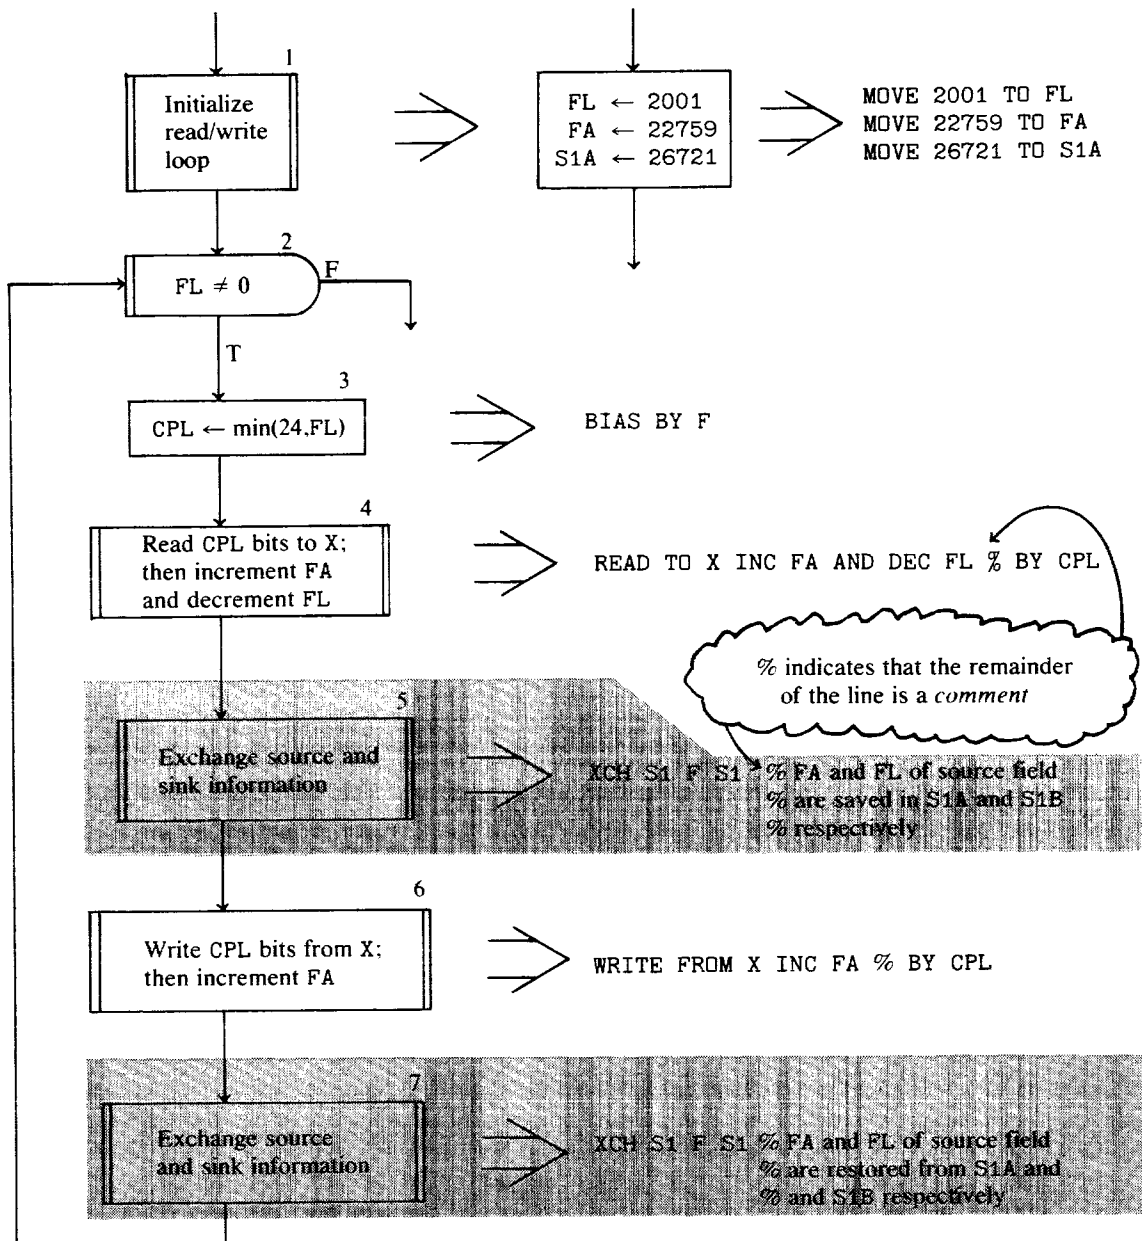 1
Initialize
read/write
loop
FL ← 2001
FA ← 22759
S1A ← 26721
MOVE 2001 TO FL
MOVE 22759 TO FA
MOVE 26721 TO S1A
2
FL ≠ 0
F
T
3
CPL ← min(24,FL)
BIAS BY F
4
Read CPL bits to X;
then increment FA
and decrement FL
READ TO X INC FA AND DEC FL % BY CPL
% indicates that the remainder
of the line is a comment
5
Exchange source and
sink information
XCH S1 F S1 % FA and FL of source field
% are saved in S1A and S1B
% respectively
6
Write CPL bits from X;
then increment FA
WRITE FROM X INC FA % BY CPL
7
Exchange source
and sink information
XCH S1 F S1 % FA and FL of source field
% are restored from S1A and
% and S1B respectively